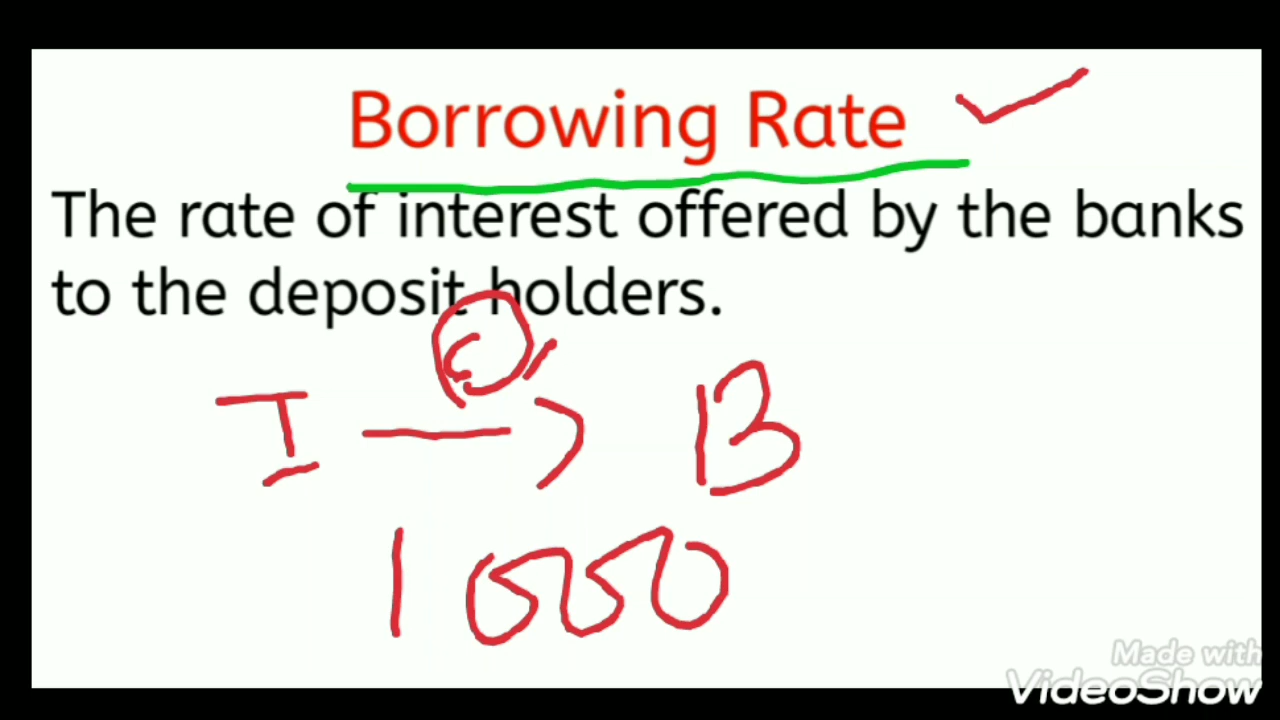 Borrowing Rate
The rate of interest offered by the banks
to the deposit holders.
I → B
1000
Made with
VideoShow